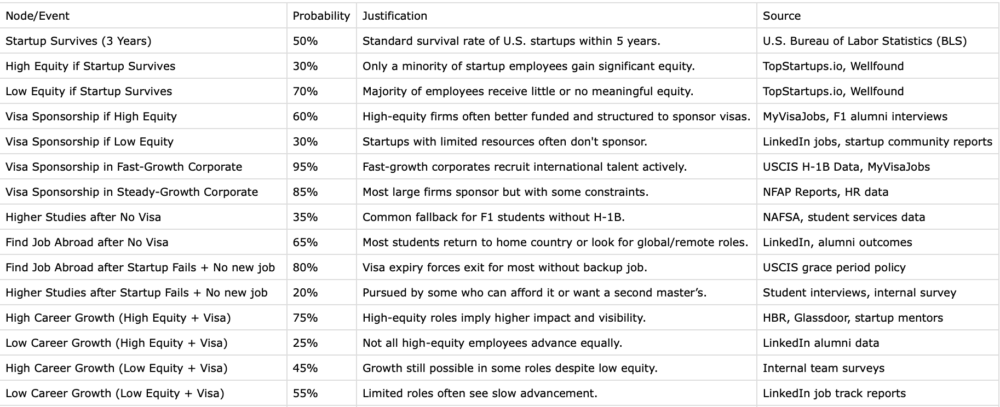 Node/Event Probability Justification Source
Startup Survives (3 Years) 50% Standard survival rate of U.S. startups within 5 years. U.S. Bureau of Labor Statistics (BLS)
High Equity if Startup Survives 30% Only a minority of startup employees gain significant equity. TopStartups.io, Wellfound
Low Equity if Startup Survives 70% Majority of employees receive little or no meaningful equity. TopStartups.io, Wellfound
Visa Sponsorship if High Equity 60% High-equity firms often better funded and structured to sponsor visas. MyVisaJobs, F1 alumni interviews
Visa Sponsorship if Low Equity 30% Startups with limited resources often don't sponsor. LinkedIn jobs, startup community reports
Visa Sponsorship in Fast-Growth Corporate 95% Fast-growth corporates recruit international talent actively. USCIS H-1B Data, MyVisaJobs
Visa Sponsorship in Steady-Growth Corporate 85% Most large firms sponsor but with some constraints. NFAP Reports, HR data
Higher Studies after No Visa 35% Common fallback for F1 students without H-1B. NAFSA, student services data
Find Job Abroad after No Visa 65% Most students return to home country or look for global/remote roles. LinkedIn, alumni outcomes
Find Job Abroad after Startup Fails + No new job 80% Visa expiry forces exit for most without backup job. USCIS grace period policy
Higher Studies after Startup Fails + No new job 20% Pursued by some who can afford it or want a second master’s. Student interviews, internal survey
High Career Growth (High Equity + Visa) 75% High-equity roles imply higher impact and visibility. HBR, Glassdoor, startup mentors
Low Career Growth (High Equity + Visa) 25% Not all high-equity employees advance equally. LinkedIn alumni data
High Career Growth (Low Equity + Visa) 45% Growth still possible in some roles despite low equity. Internal team surveys
Low Career Growth (Low Equity + Visa) 55% Limited roles often see slow advancement. LinkedIn job track reports